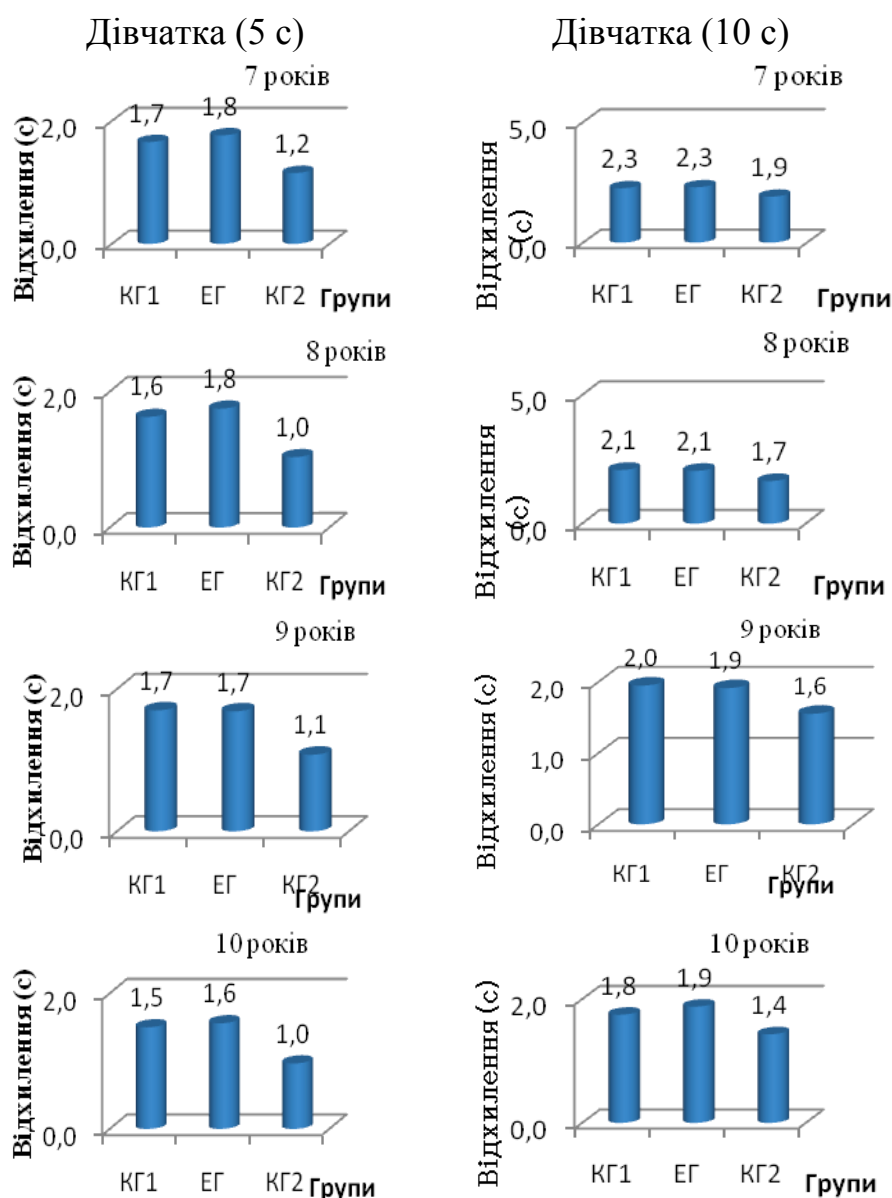 Дівчатка (5 с)
Дівчатка (10 с)
7 років
Відхилення (с)
2,0
0,0
1,7
1,8
1,2
КГ1
ЕГ
КГ2
Групи
7 років
Відхилення
(с)
5,0
0,0
2,3
2,3
1,9
КГ1
ЕГ
КГ2
Групи
8 років
Відхилення (с)
2,0
0,0
1,6
1,8
1,0
КГ1
ЕГ
КГ2
Групи
8 років
Відхилення
(с)
5,0
0,0
2,1
2,1
1,7
КГ1
ЕГ
КГ2
Групи
9 років
Відхилення (с)
2,0
0,0
1,7
1,7
1,1
КГ1
ЕГ
КГ2
Групи
9 років
Відхилення (с)
2,0
1,0
0,0
2,0
1,9
1,6
КГ1
ЕГ
КГ2
Групи
10 років
Відхилення (с)
2,0
0,0
1,5
1,6
1,0
КГ1
ЕГ
КГ2
Групи
10 років
Відхилення (с)
2,0
0,0
1,8
1,9
1,4
КГ1
ЕГ
КГ2
Групи